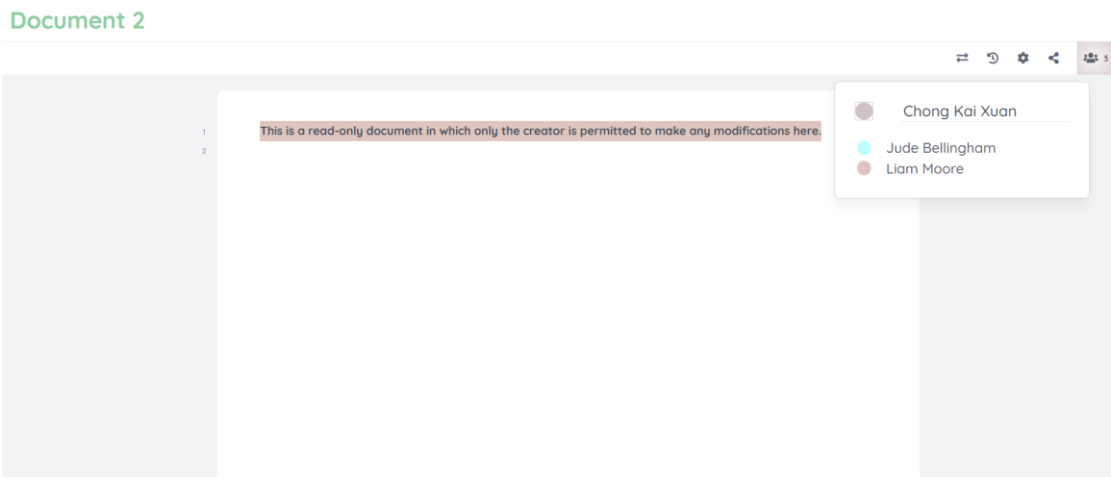 Document 2
3
Chong Kai Xuan
Jude Bellingham
Liam Moore
1
This is a read-only document in which only the creator is permitted to make any modifications here.
2